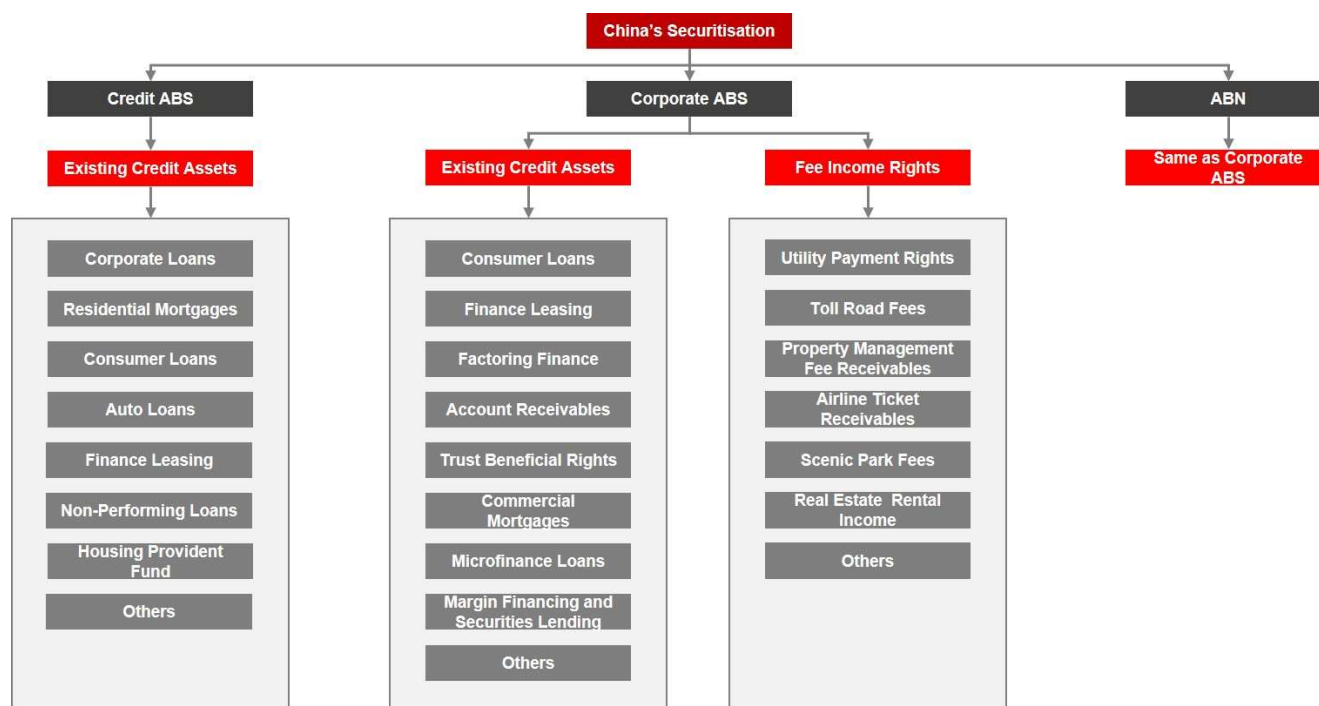 China's Securitisation
Credit ABS
Corporate ABS
ABN
Existing Credit Assets
Existing Credit Assets
Fee Income Rights
Same as Corporate
ABS
Corporate Loans
Residential Mortgages
Consumer Loans
Auto Loans
Finance Leasing
Non-Performing Loans
Housing Provident
Fund
Others
Consumer Loans
Finance Leasing
Factoring Finance
Account Receivables
Trust Beneficial Rights
Commercial
Mortgages
Microfinance Loans
Margin Financing and
Securities Lending
Others
Utility Payment Rights
Toll Road Fees
Property Management
Fee Receivables
Airline Ticket
Receivables
Scenic Park Fees
Real Estate Rental
Income
Others